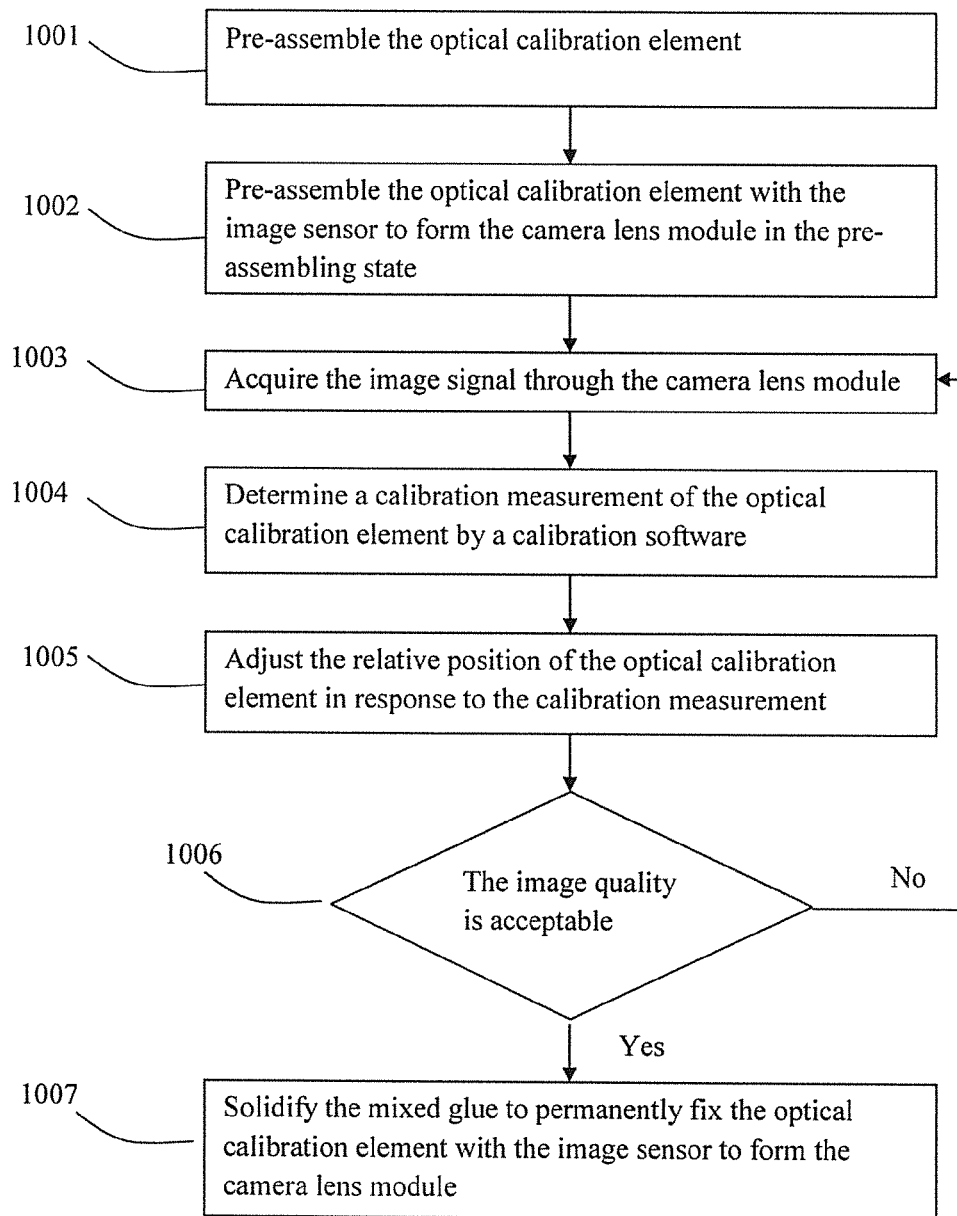 1001
Pre-assemble the optical calibration element
1002
Pre-assemble the optical calibration element with the
image sensor to form the camera lens module in the pre-
assembling state
1003
Acquire the image signal through the camera lens module
1004
Determine a calibration measurement of the optical
calibration element by a calibration software
1005
Adjust the relative position of the optical calibration
element in response to the calibration measurement
1006
The image quality
is acceptable
No
Yes
1007
Solidify the mixed glue to permanently fix the optical
calibration element with the image sensor to form the
camera lens module